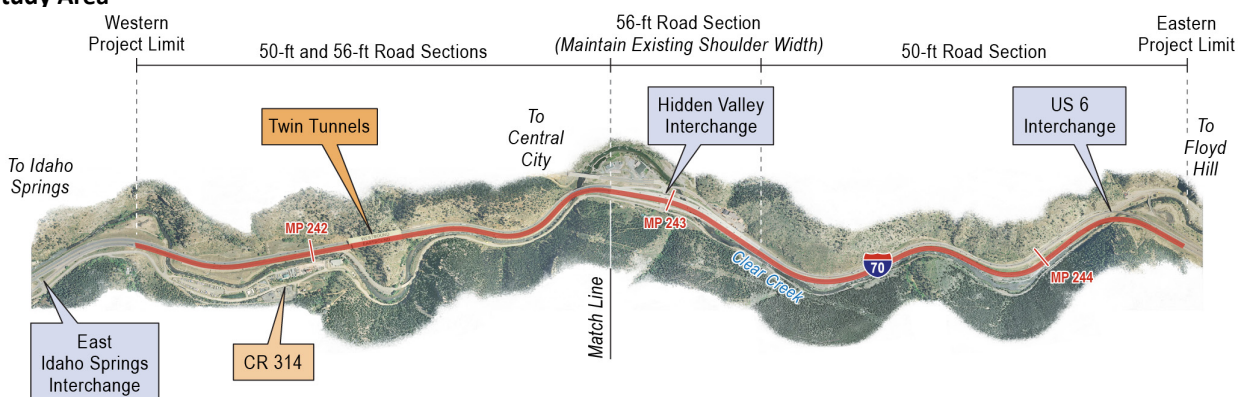 Study Area
Western
Project Limit
50-ft and 56-ft Road Sections
56-ft Road Section
(Maintain Existing Shoulder Width)
50-ft Road Section
Eastern
Project Limit
To Idaho
Springs
Twin Tunnels
To
Central
City
Hidden Valley
Interchange
US 6
Interchange
To
Floyd
Hill
MP 242
MP 243
Clear Creek
70
MP 244
Match Line
East
Idaho Springs
Interchange
CR 314